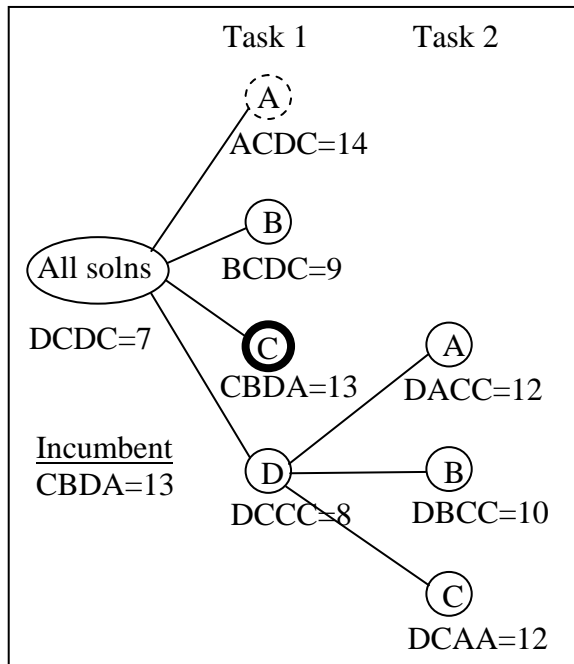 Task 1 Task 2
A
ACDC=14
B
All solns
BCDC=9
DCDC=7
C
A
CBDA=13
DACC=12
Incumbent
CBDA=13
D
B
DCCC=8
DBCC=10
C
DCAA=12